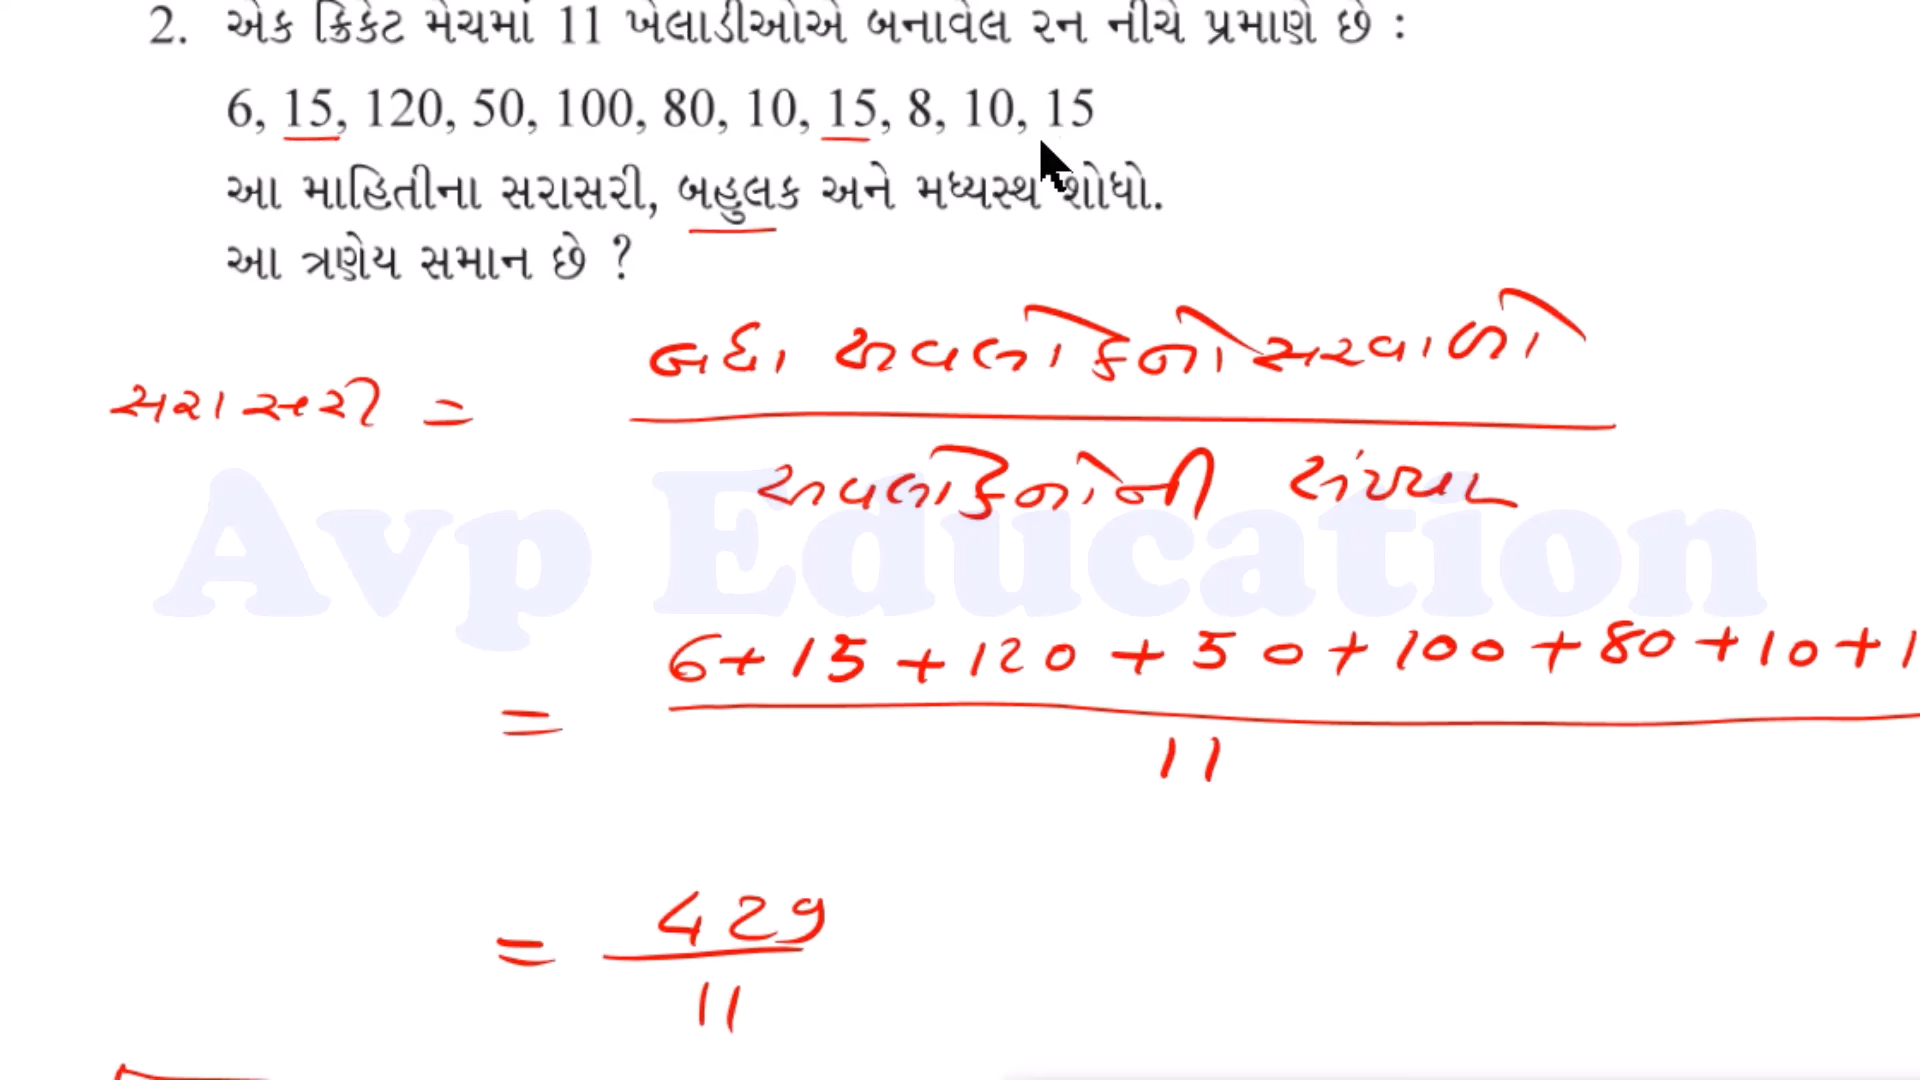 2. એક ક્રિકેટ મેચમાં 11 ખેલાડીઓએ બનાવેલ રન નીચે પ્રમાણે છે :
6, 15, 120, 50, 100, 80, 10, 15, 8, 10, 15
આ માહિતીના સરાસરી, બહુલક અને મધ્યસ્થ શોધો.
આ ત્રણેય સમાન છે ?
સરાસરી = બધા અવલોકનો સરવાળો
અવલોકનોની સંખ્યા
Avp Education
= 6 + 15 + 120 + 50 + 100 + 80 + 10 + 1
11
= 429
11